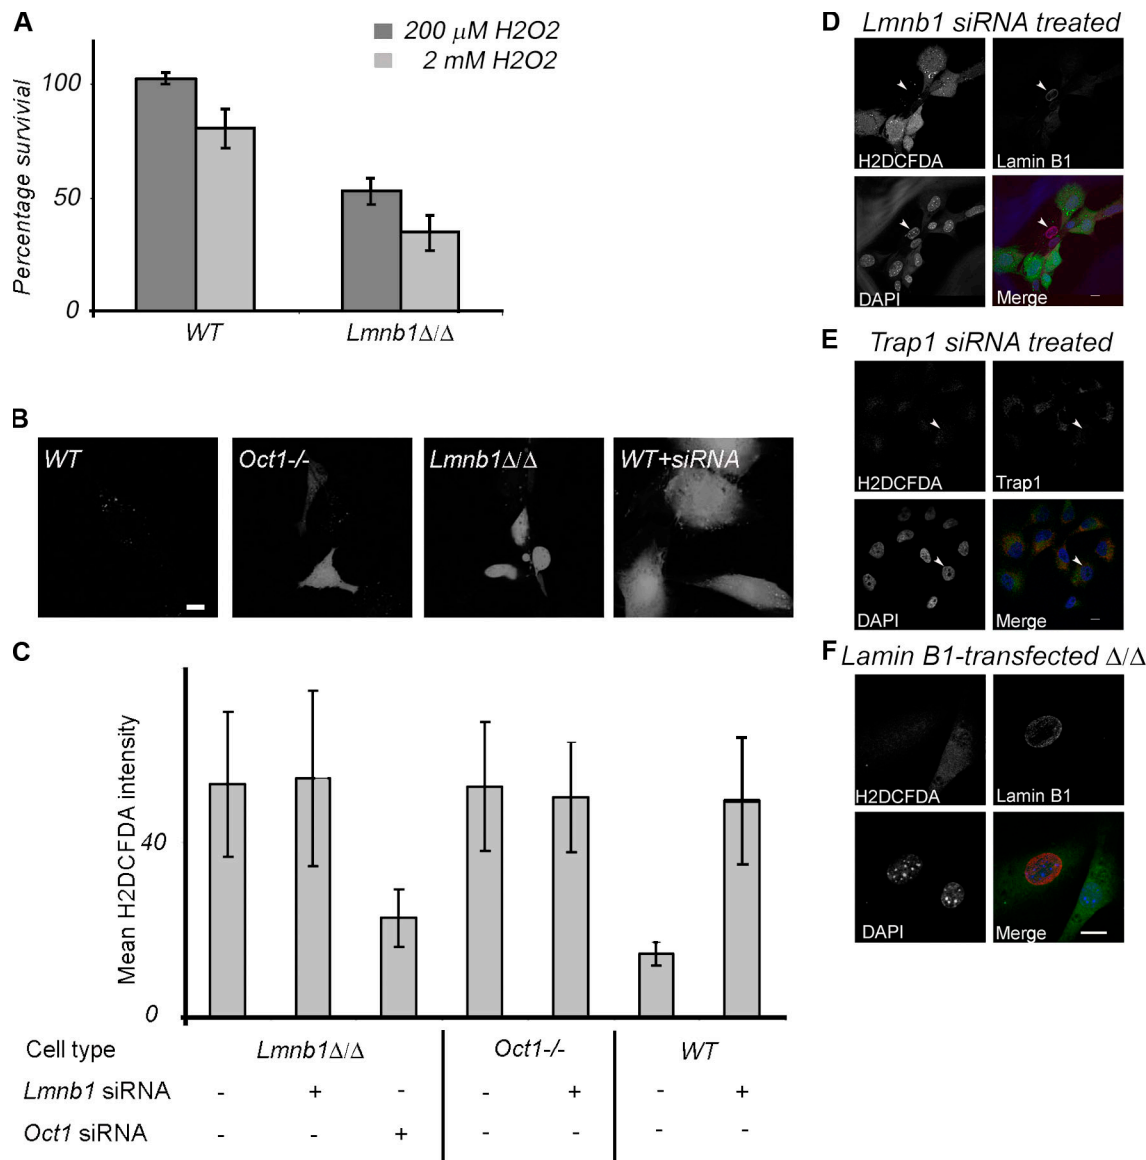 A
200 µM H2O2
2 mM H2O2
Percentage survivial
100
50
0
WT
Lmnb1Δ/Δ
B
WT
Oct1-/-
Lmnb1Δ/Δ
WT+siRNA
C
Mean H2DCFDA intensity
40
0
Cell type
Lmnb1Δ/Δ
Oct1-/-
WT
Lmnb1 siRNA
- + - - + - +
Oct1 siRNA
- - + - - - -
D
Lmnb1 siRNA treated
H2DCFDA
Lamin B1
DAPI
Merge
E
Trap1 siRNA treated
H2DCFDA
Trap1
DAPI
Merge
F
Lamin B1-transfected Δ/Δ
H2DCFDA
Lamin B1
DAPI
Merge